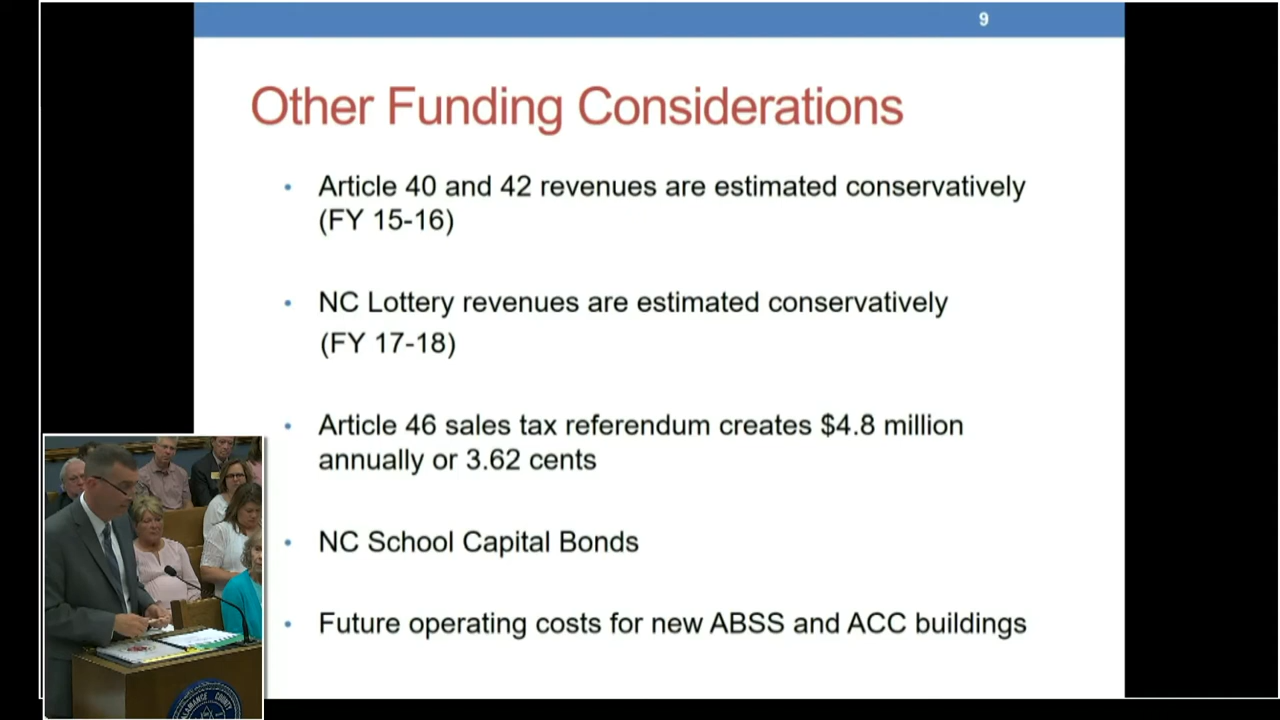 9
Other Funding Considerations
• Article 40 and 42 revenues are estimated conservatively
(FY 15-16)
• NC Lottery revenues are estimated conservatively
(FY 17-18)
• Article 46 sales tax referendum creates $4.8 million
annually or 3.62 cents
• NC School Capital Bonds
• Future operating costs for new ABSS and ACC buildings
ALAMANCE COUNTY